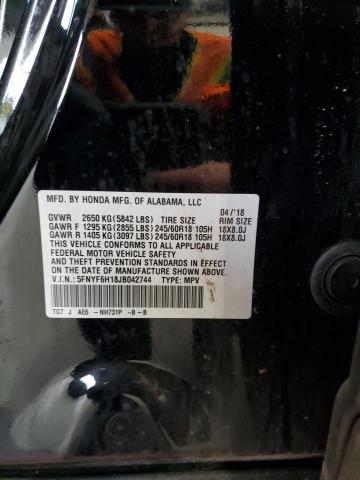 MFD. BY HONDA MFG. OF ALABAMA, LLC
04/'18
GVWR 2650 KG(5842 LBS) TIRE SIZE RIM SIZE
GAWR F 1295 KG(2855 LBS) 245/60R18 105H 18X8.0J
GAWR R 1405 KG(3097 LBS) 245/60R18 105H 18X8.0J
THIS VEHICLE CONFORMS TO ALL APPLICABLE
FEDERAL MOTOR VEHICLE SAFETY
AND THEFT PREVENTION STANDARDS IN EFFECT
ON THE DATE OF MANUFACTURE SHOWN ABOVE.
V.I.N.: 5FNYF6H18JB042744 TYPE: MPV
TG7 J AE6 -NH731P -B-B